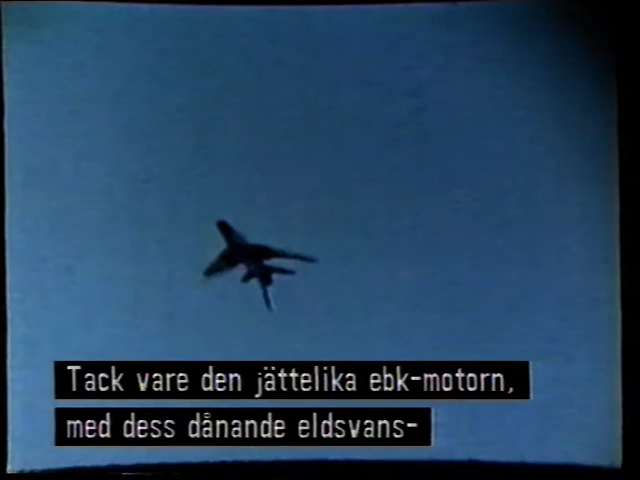 Tack vare den jättelika ebk-motorn,
med dess dånande eldsvans-